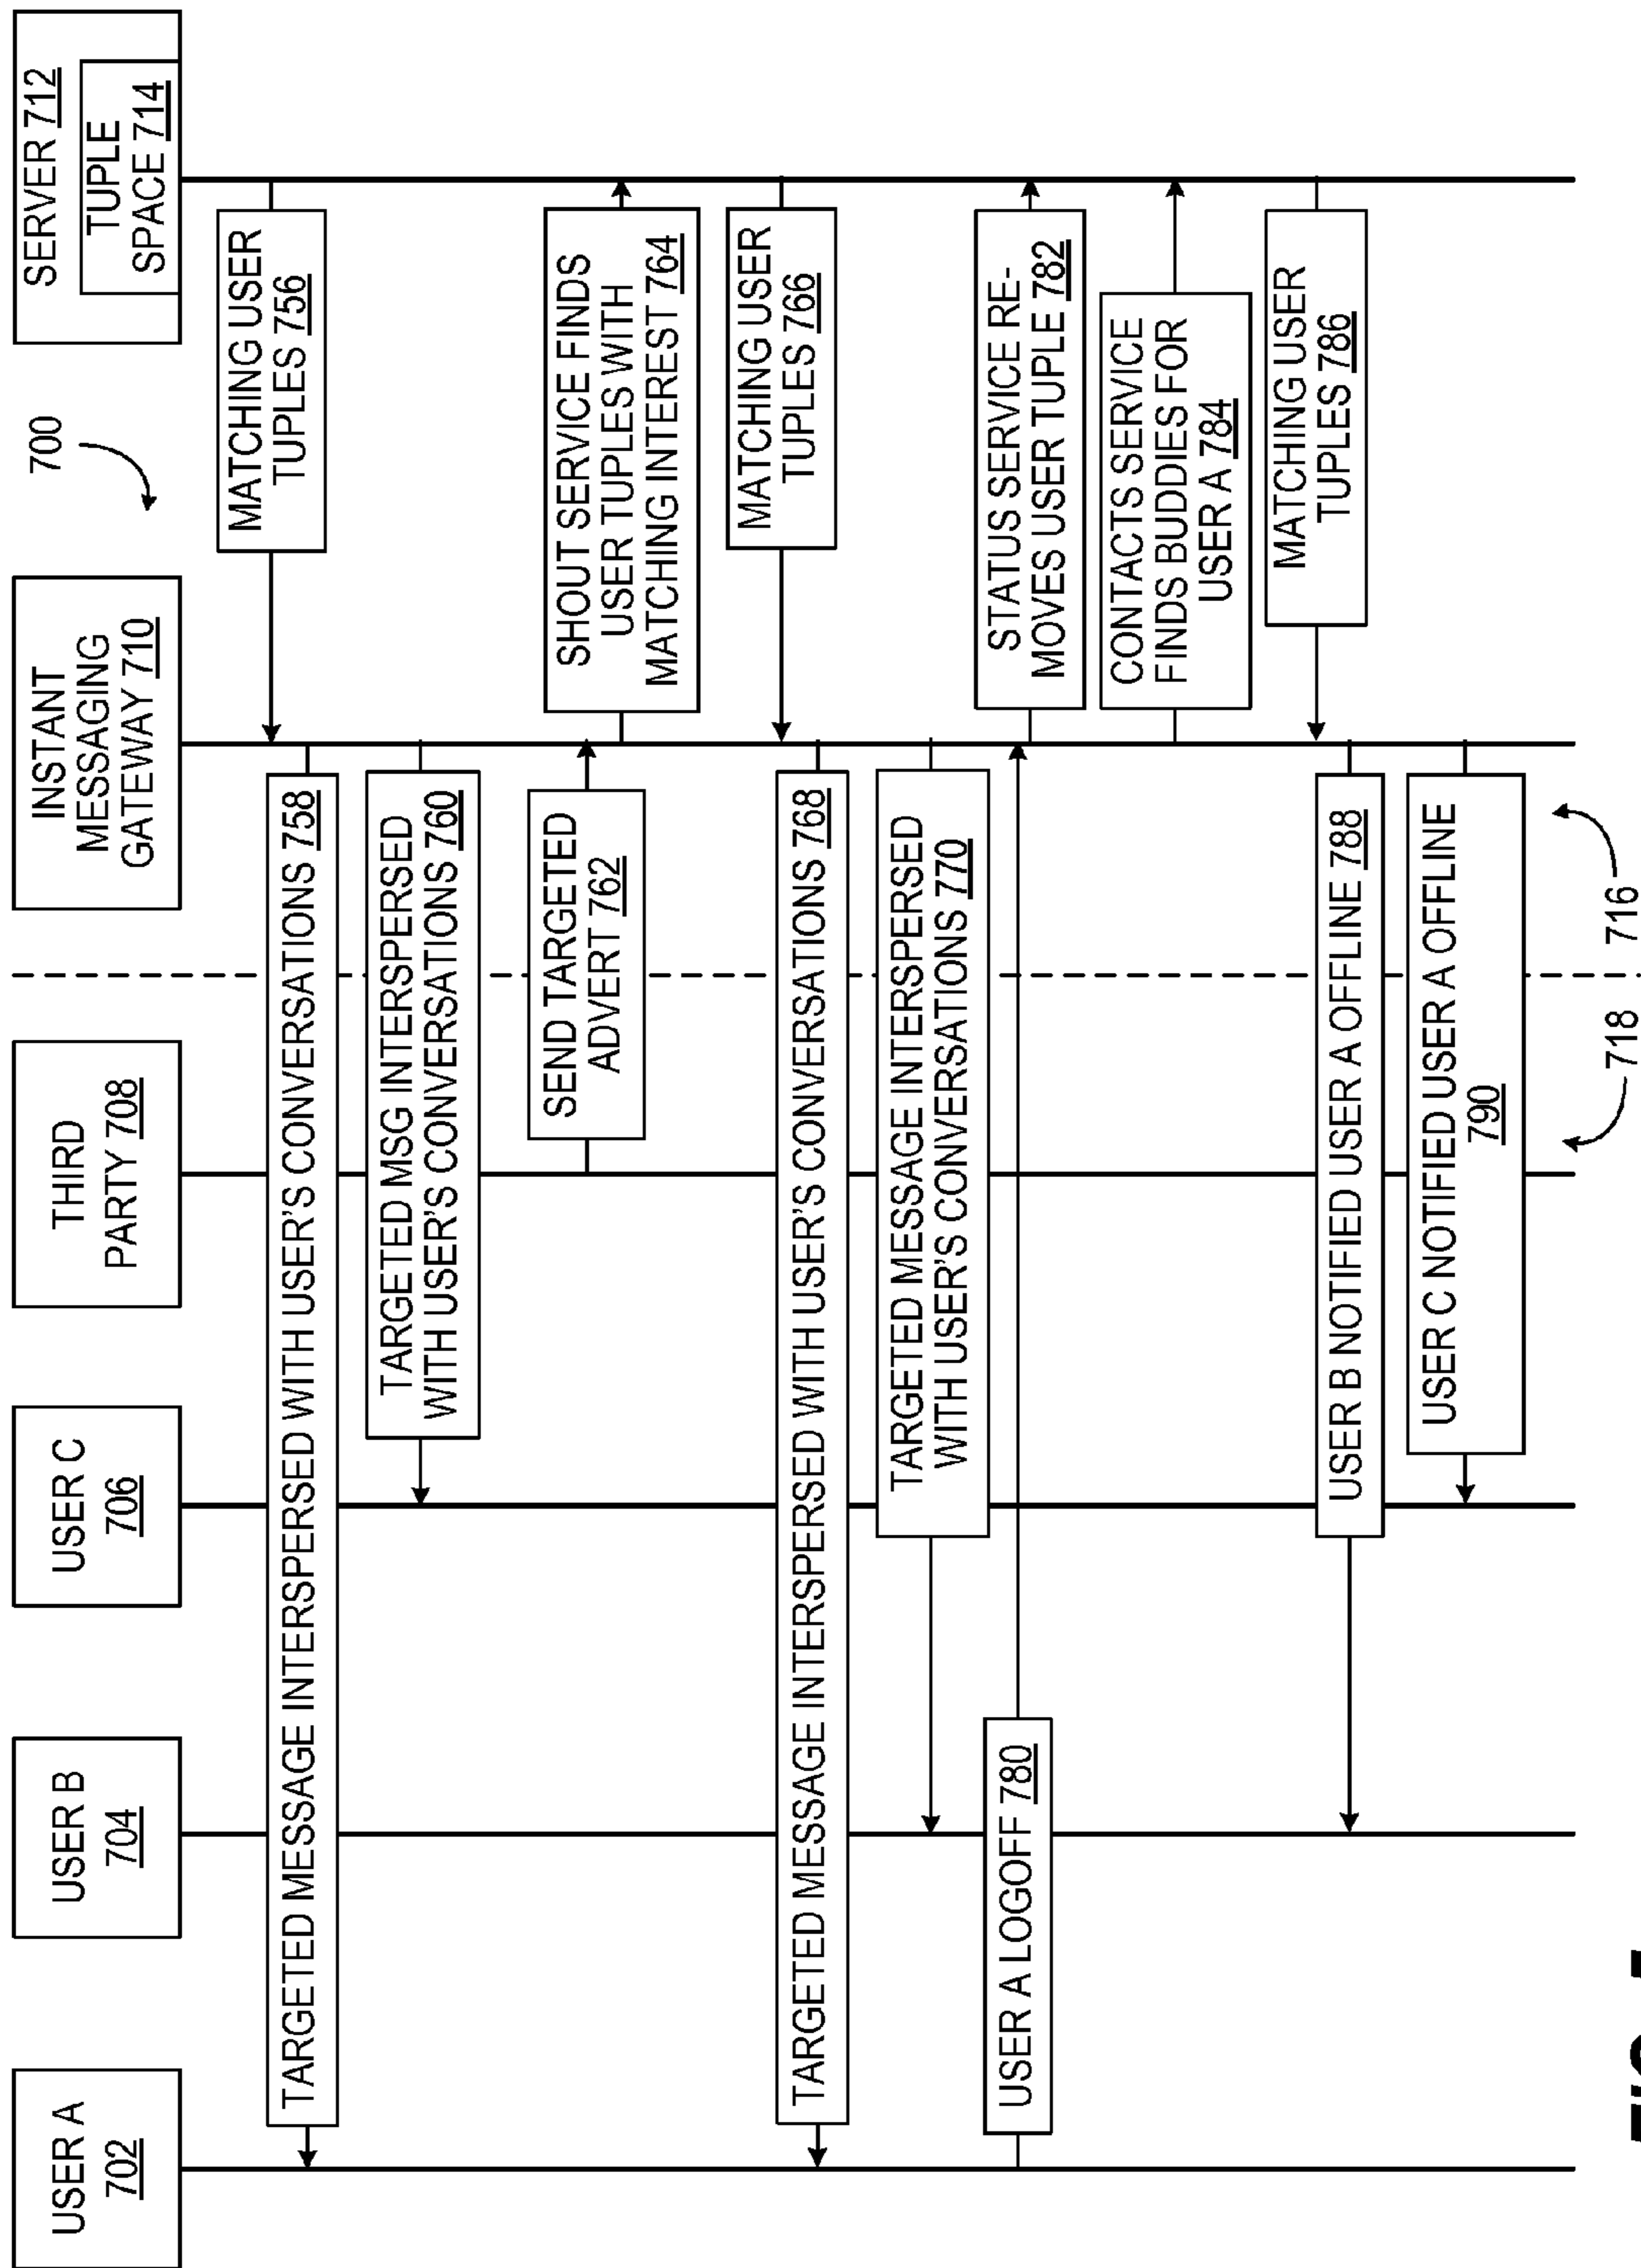 USER A
702
USER B
704
USER C
706
THIRD
PARTY 708
INSTANT
MESSAGING
GATEWAY 710
SERVER 712
TUPLE
SPACE 714
700
MATCHING USER
TUPLES 756
TARGETED MESSAGE INTERSPERSED WITH USER'S CONVERSATIONS 758
TARGETED MSG INTERSPERSED
WITH USER'S CONVERSATIONS 760
SEND TARGETED
ADVERT 762
SHOUT SERVICE FINDS
USER TUPLES WITH
MATCHING INTEREST 764
MATCHING USER
TUPLES 766
TARGETED MESSAGE INTERSPERSED WITH USER'S CONVERSATIONS 768
TARGETED MESSAGE INTERSPERSED
WITH USER'S CONVERSATIONS 770
USER A LOGOFF 780
STATUS SERVICE RE-
MOVES USER TUPLE 782
CONTACTS SERVICE
FINDS BUDDIES FOR
USER A 784
MATCHING USER
TUPLES 786
USER B NOTIFIED USER A OFFLINE 788
USER C NOTIFIED USER A OFFLINE
790
718
716